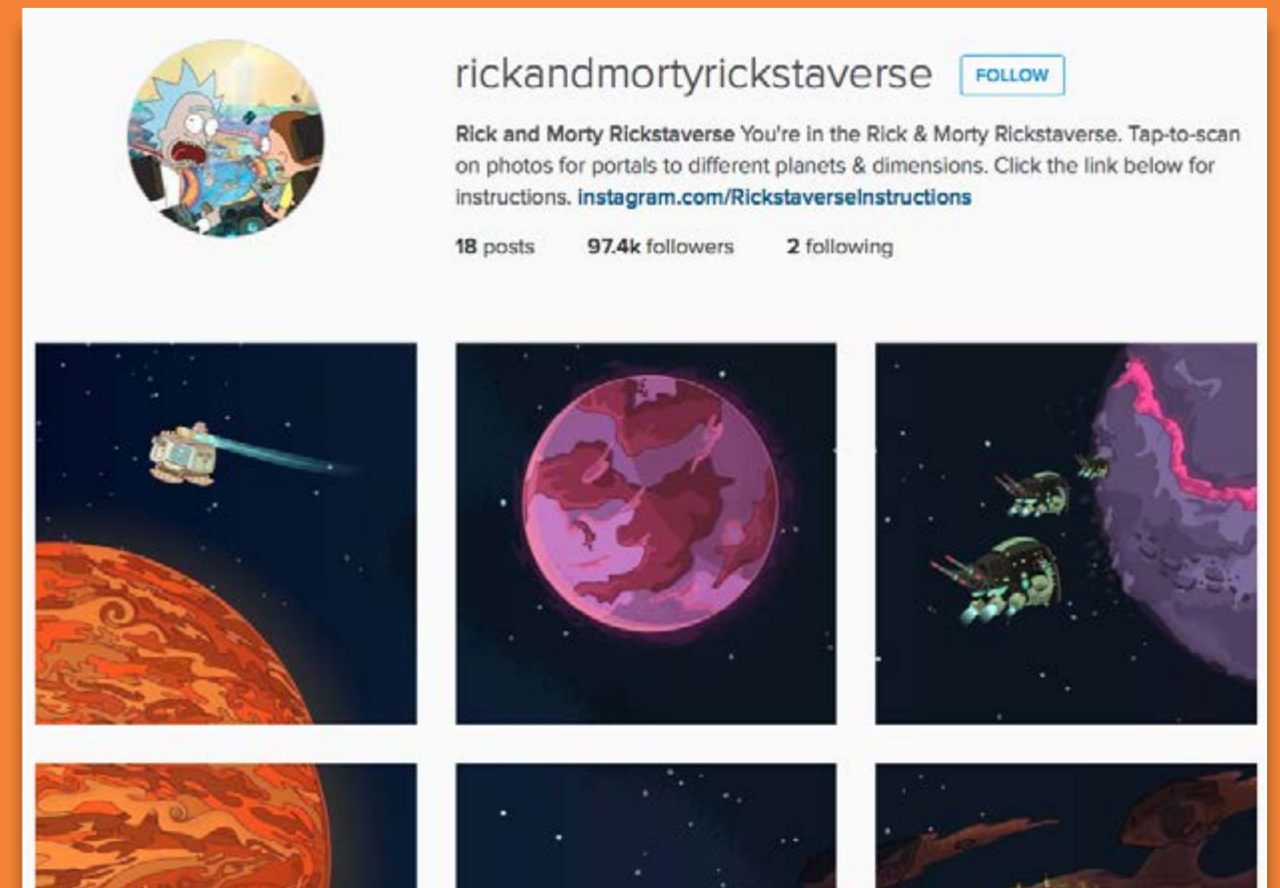 rickandmortyrickstaverse FOLLOW
Rick and Morty Rickstaverse You're in the Rick & Morty Rickstaverse. Tap-to-scan
on photos for portals to different planets & dimensions. Click the link below for
instructions. instagram.com/RickstaverseInstructions
18 posts 97.4k followers 2 following